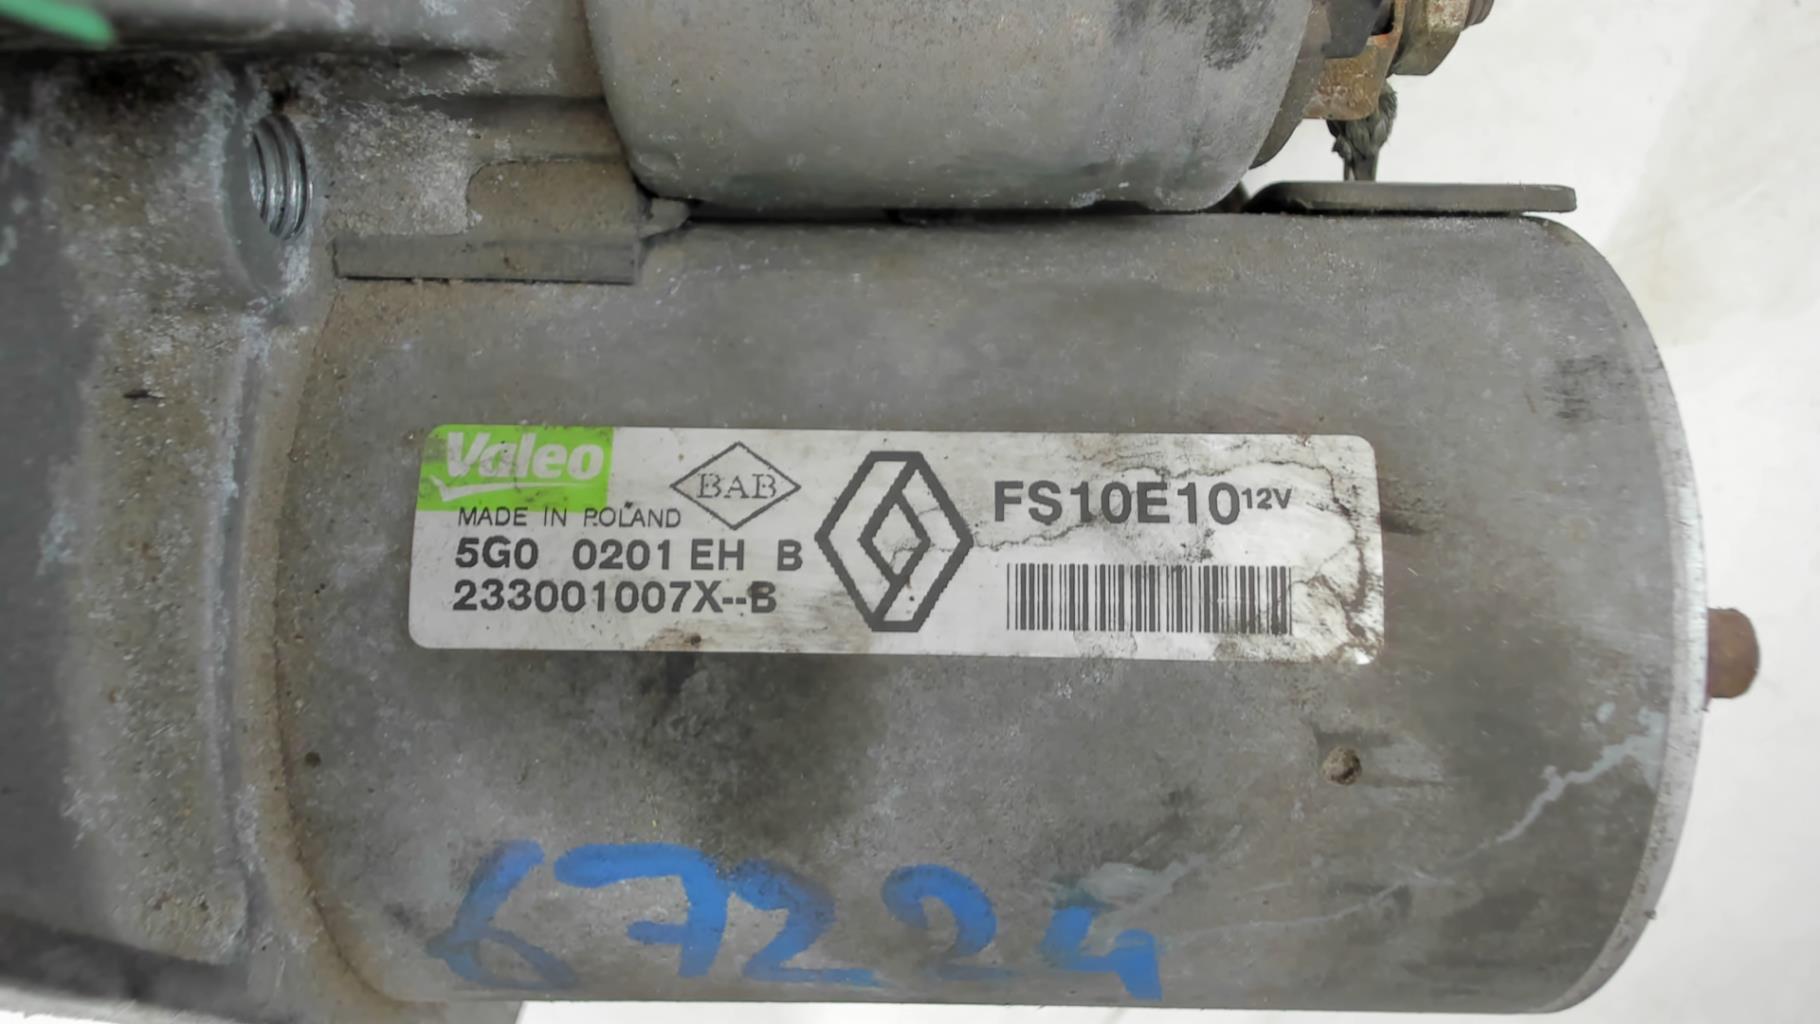 Valeo
BAB
MADE IN POLAND
5G0 0201 EH B
233001007X--B
FS10E10 12V
67224